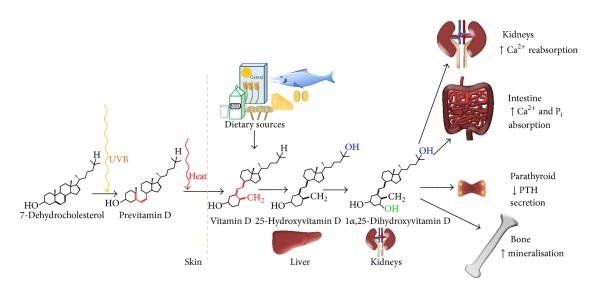 Kidneys
↑ Ca²⁺ reabsorption
Cereal
Dietary sources
Intestine
↑ Ca²⁺ and Pᵢ
absorption
UVB
Heat
H
H
H
OH
OH
HO
HO
HO
CH₂
HO
CH₂
HO
CH₂
OH
7-Dehydrocholesterol
Previtamin D
Vitamin D
25-Hydroxyvitamin D
1α,25-Dihydroxyvitamin D
Parathyroid
↓ PTH
secretion
Skin
Liver
Kidneys
Bone
↑ mineralisation